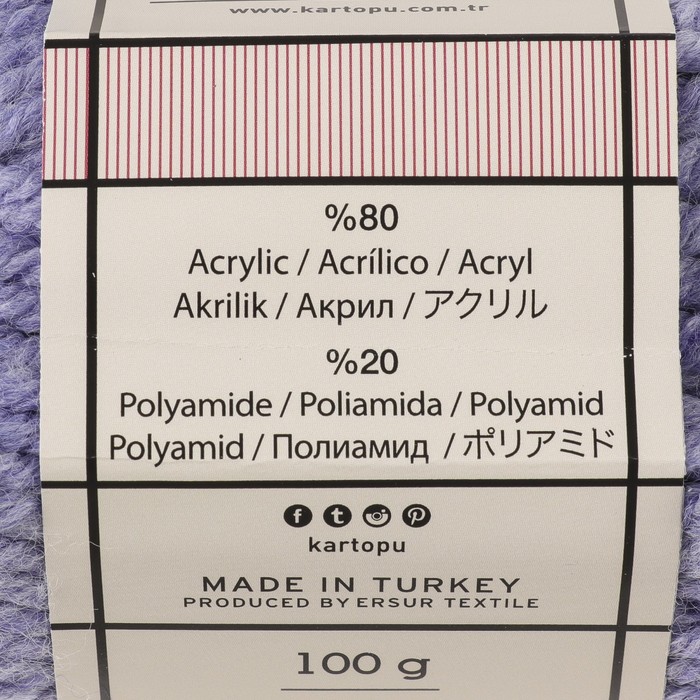 www.kartopu.com.tr
%80
Acrylic / Acrílico / Acryl
Akrilik / Акрил / アクリル
%20
Polyamide / Poliamida / Polyamid
Polyamid / Полиамид / ポリアミド
kartopu
MADE IN TURKEY
PRODUCED BY ERSUR TEXTILE
100 g